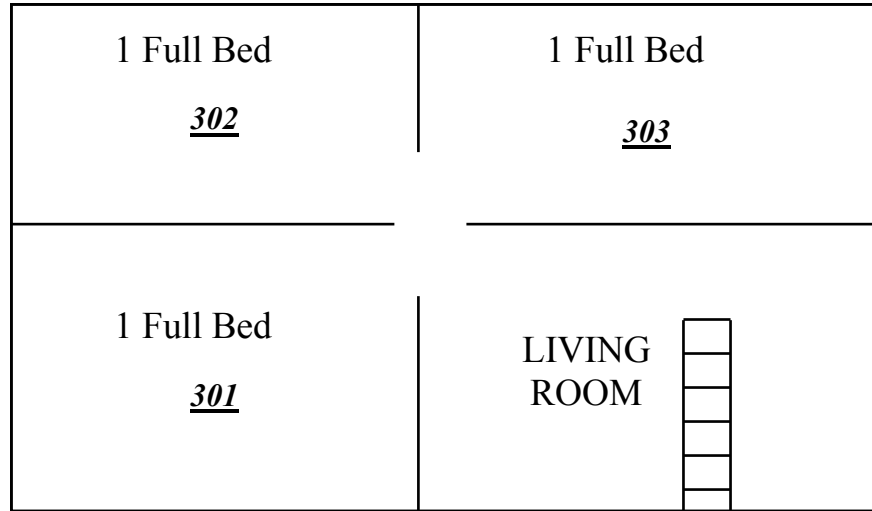 1 Full Bed
302
1 Full Bed
303
1 Full Bed
301
LIVING
ROOM